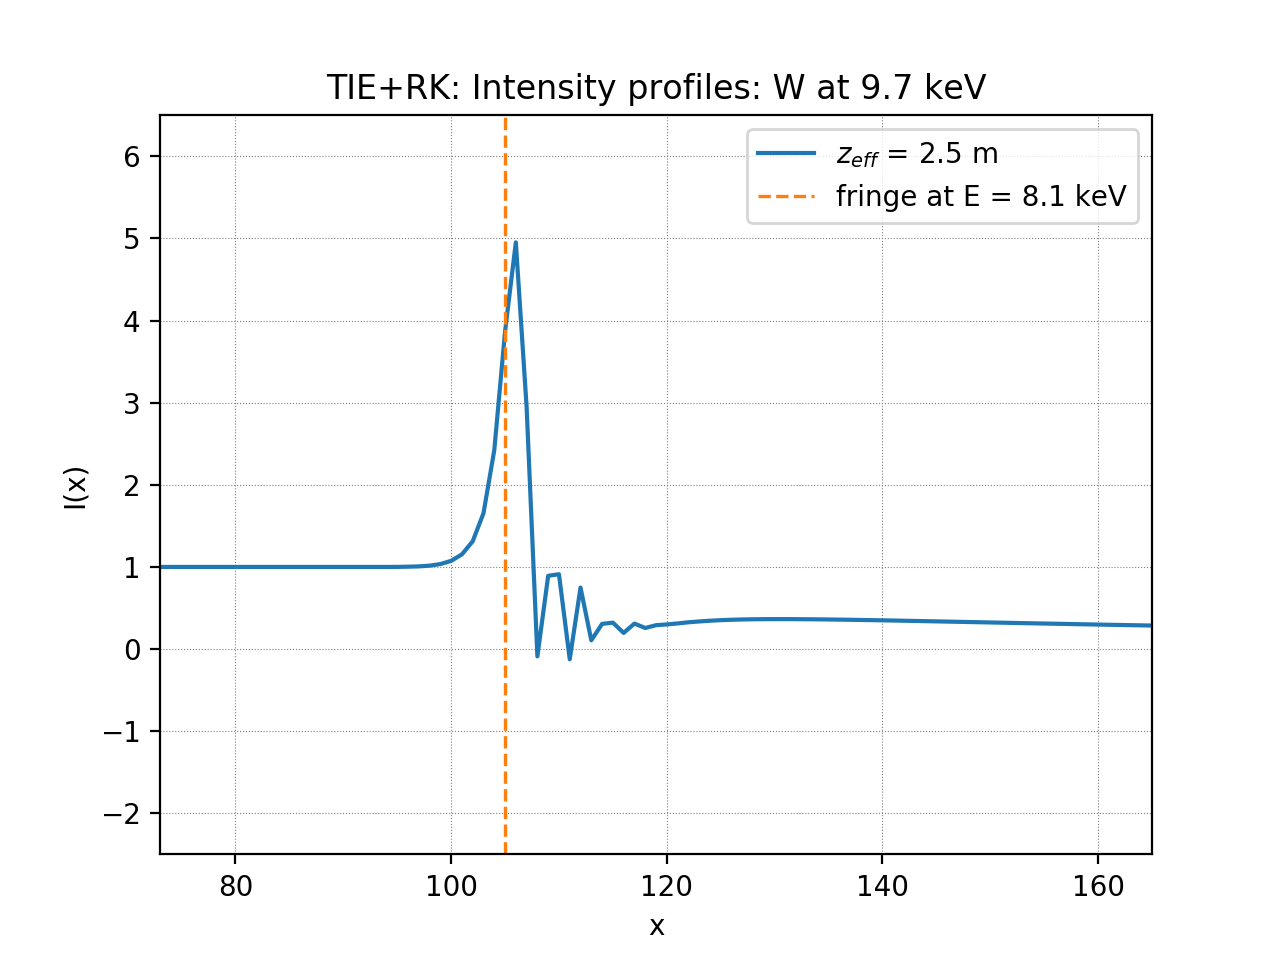 TIE+RK: Intensity profiles: W at 9.7 keV
z_eff = 2.5 m
fringe at E = 8.1 keV
6
5
4
3
2
1
0
−1
−2
I(x)
80 100 120 140 160
x